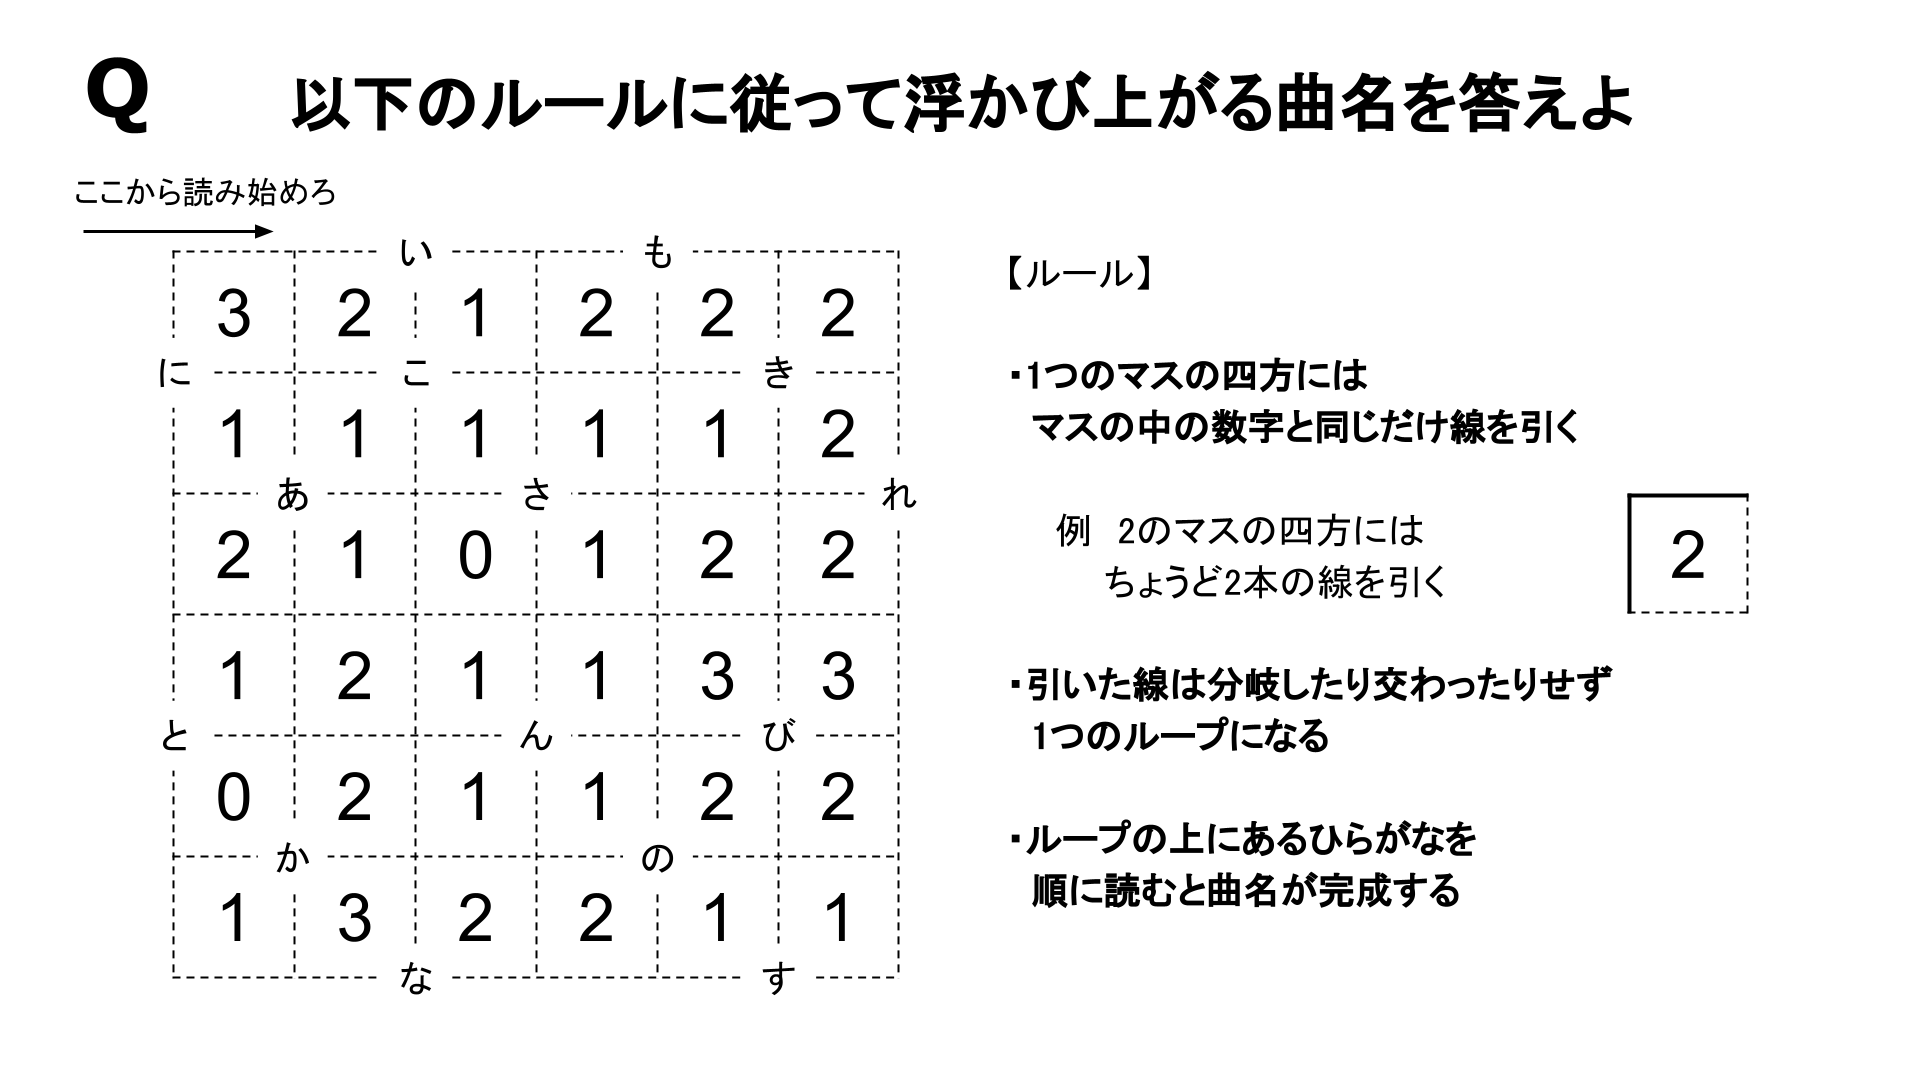 Q 以下のルールに従って浮かび上がる曲名を答えよ
ここから読み始めろ
い も
3 2 1 2 2 2
に こ き
1 1 1 1 1 2
あ さ れ
2 1 0 1 2 2
1 2 1 1 3 3
と ん び
0 2 1 1 2 2
か の
1 3 2 2 1 1
な す
【ルール】
・1つのマスの四方には
マスの中の数字と同じだけ線を引く
例 2のマスの四方には
ちょうど2本の線を引く
2
・引いた線は分岐したり交わったりせず
1つのループになる
・ループの上にあるひらがなを
順に読むと曲名が完成する